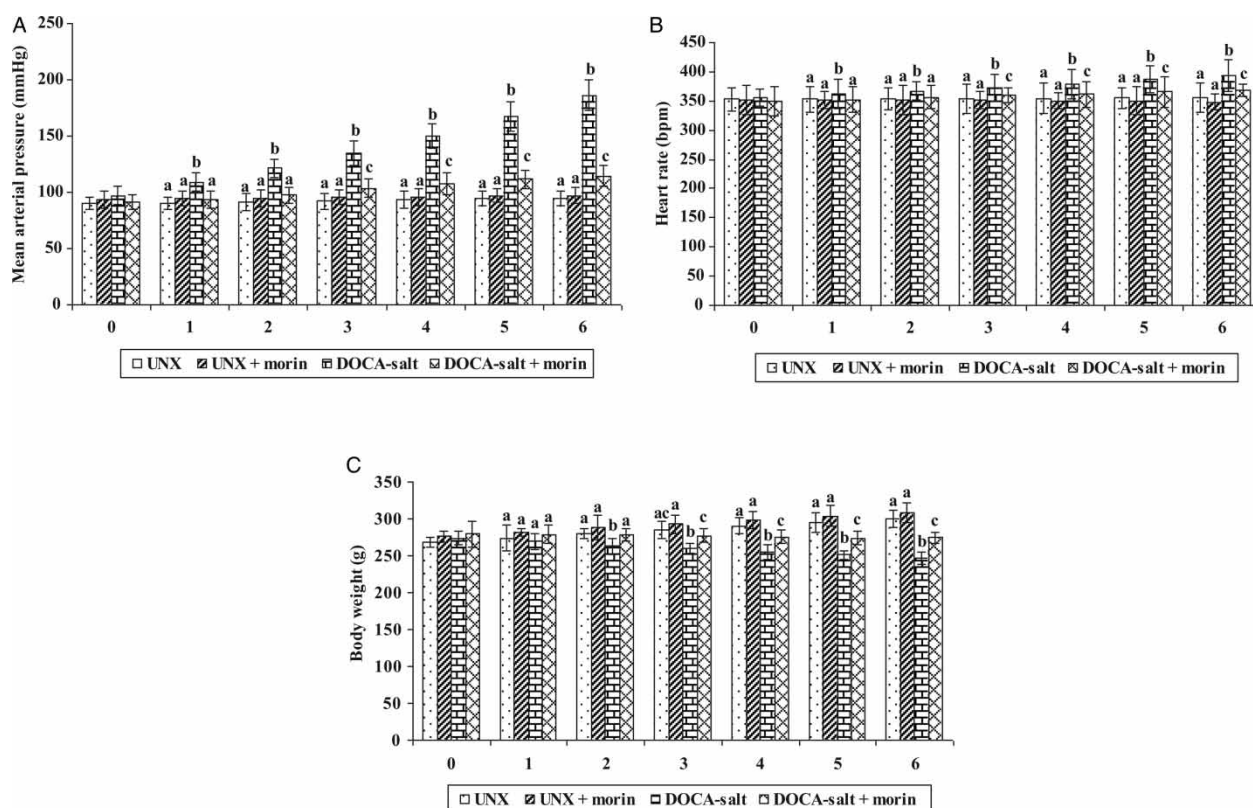 A
Mean arterial pressure (mmHg)
250
200
150
100
50
0
b
b
b
b
b
b
a a a
a a a
a a c
a a c
a a c
a a c
0 1 2 3 4 5 6
UNX UNX + morin DOCA-salt DOCA-salt + morin
B
Heart rate (bpm)
450
400
350
300
250
200
150
100
50
0
a a b a
a a b a
a a b c
a a b c
a a b c
a a b c
0 1 2 3 4 5 6
UNX UNX + morin DOCA-salt DOCA-salt + morin
C
Body weight (g)
350
300
250
200
150
100
50
0
a a a a
a a b a
ac a b c
a a b c
a a b c
a a b c
0 1 2 3 4 5 6
UNX UNX + morin DOCA-salt DOCA-salt + morin